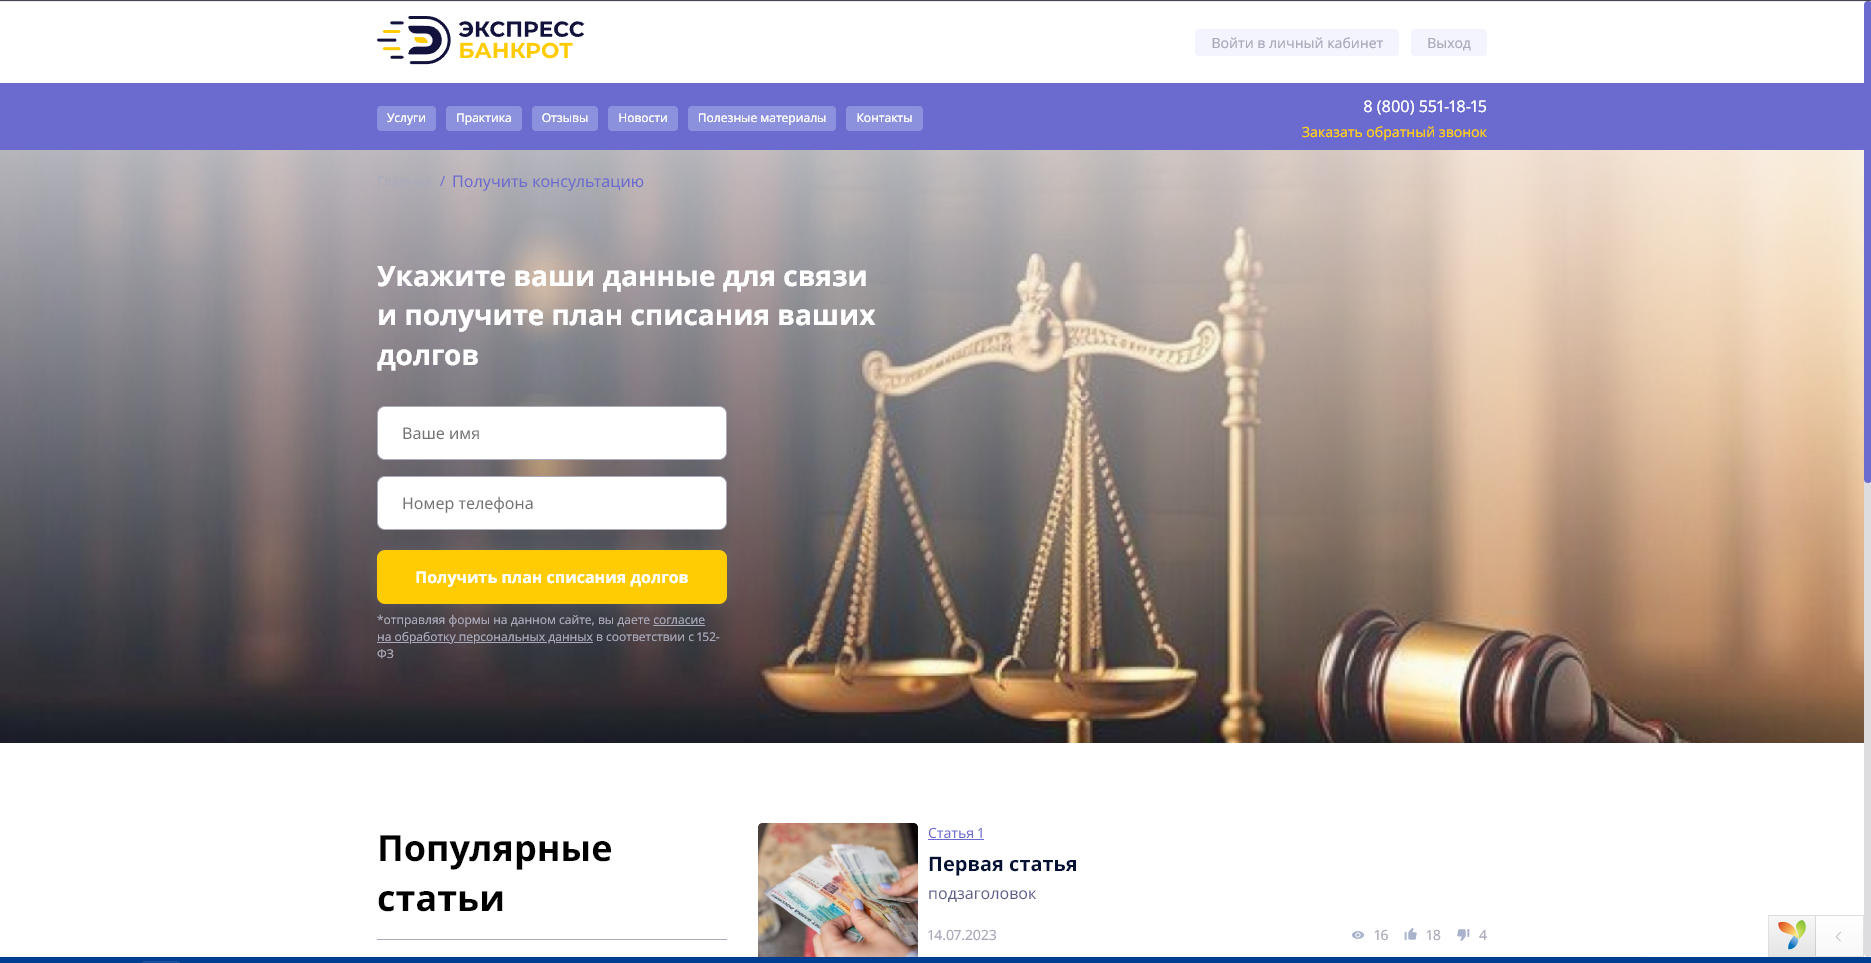 ЭКСПРЕСС
БАНКРОТ
Войти в личный кабинет
Выход
Услуги
Практика
Отзывы
Новости
Полезные материалы
Контакты
8 (800) 551-18-15
Заказать обратный звонок
/ Получить консультацию
Укажите ваши данные для связи
и получите план списания ваших
долгов
Ваше имя
Номер телефона
Получить план списания долгов
*отправляя формы на данном сайте, вы даете согласие
на обработку персональных данных в соответствии с 152-
ФЗ
Популярные
статьи
Статья 1
Первая статья
подзаголовок
14.07.2023
16
18
4